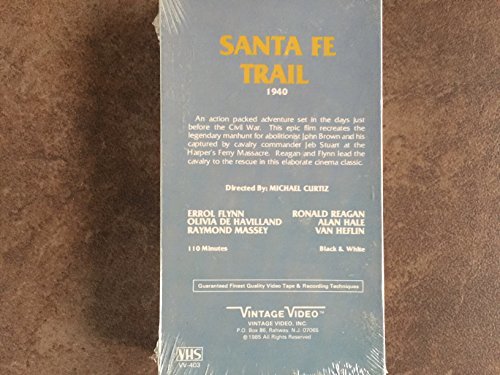 SANTA FE
TRAIL
1940
An action packed adventure set in the days just
before the Civil War. This epic film recreates the
legendary manhunt for abolitionist John Brown and his
captured by cavalry commander Jeb Stuart at the
Harper's Ferry Massacre. Reagan and Flynn lead the
cavalry to the rescue in this elaborate cinema classic.
Directed By: MICHAEL CURTIZ
ERROL FLYNN RONALD REAGAN
OLIVIA DE HAVILLAND ALAN HALE
RAYMOND MASSEY VAN HEFLIN
110 Minutes Black & White
Guaranteed Finest Quality Video Tape & Recording Techniques
VINTAGE VIDEO™
VINTAGE VIDEO, INC.
P.O. Box 86, Rahway, N.J. 07065
©1985 All Rights Reserved
VHS
VV-403